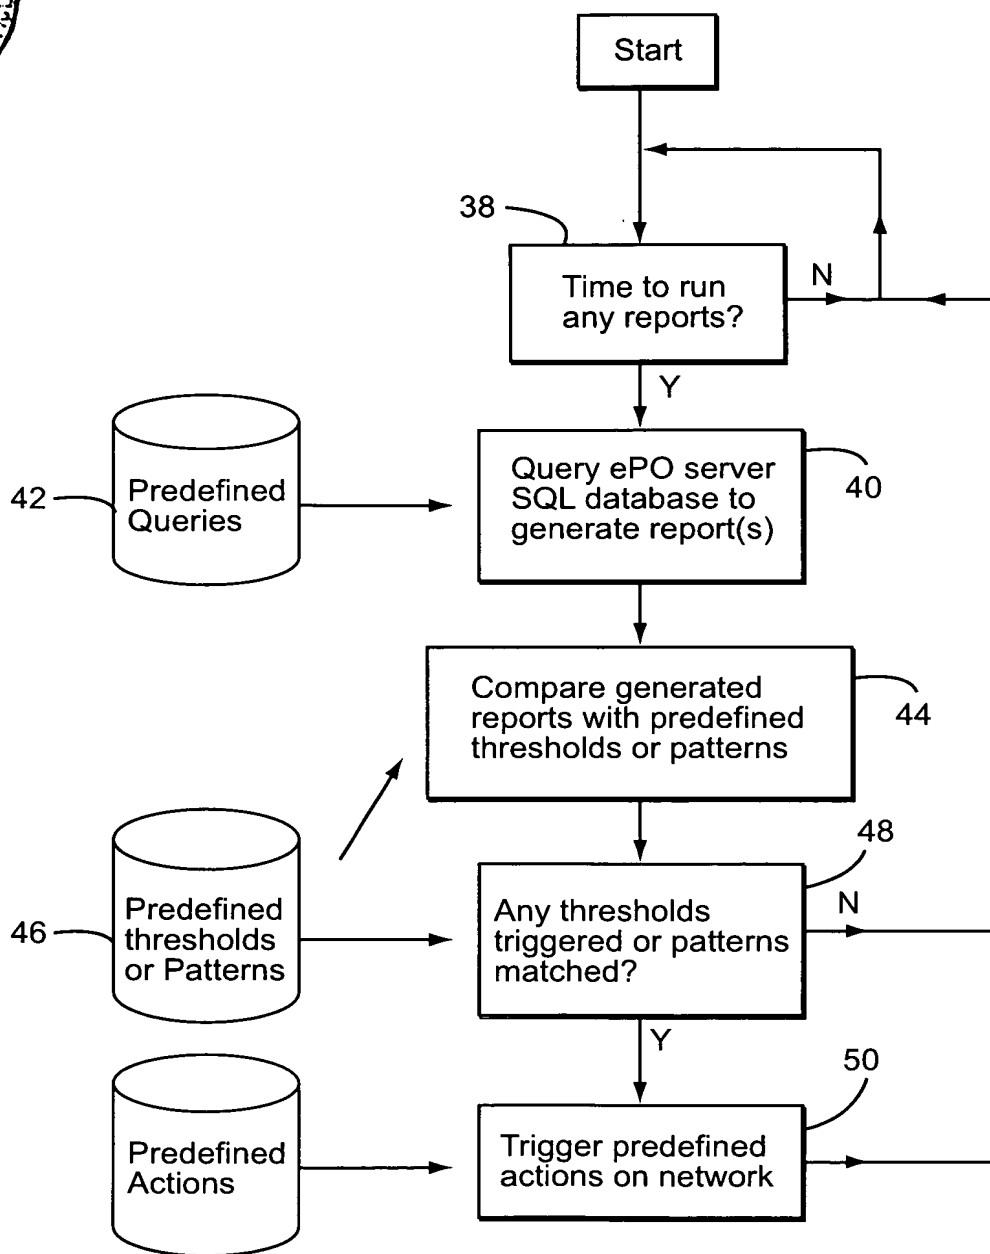 Start
38
Time to run
any reports?
N
Y
42
Predefined
Queries
Query ePO server
SQL database to
generate report(s)
40
Compare generated
reports with predefined
thresholds or patterns
44
46
Predefined
thresholds
or Patterns
Any thresholds
triggered or patterns
matched?
48
N
Y
Predefined
Actions
Trigger predefined
actions on network
50